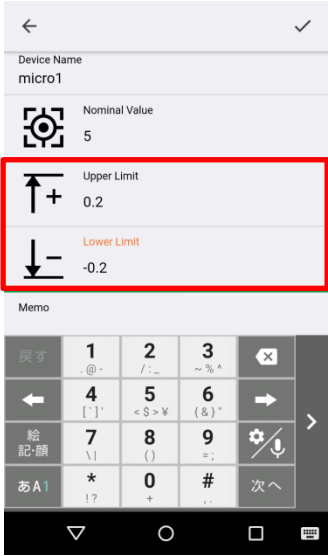 Device Name
micro1
Nominal Value
5
Upper Limit
+
0.2
Lower Limit
-0.2
Memo
戻す 1 2 3
.@- /:_ ~%^
4 5 6
[`]' <$>¥ {&}"
絵記・顔 7 8 9
\| () =;
あA1 * 0 # 次へ
!? + ,.